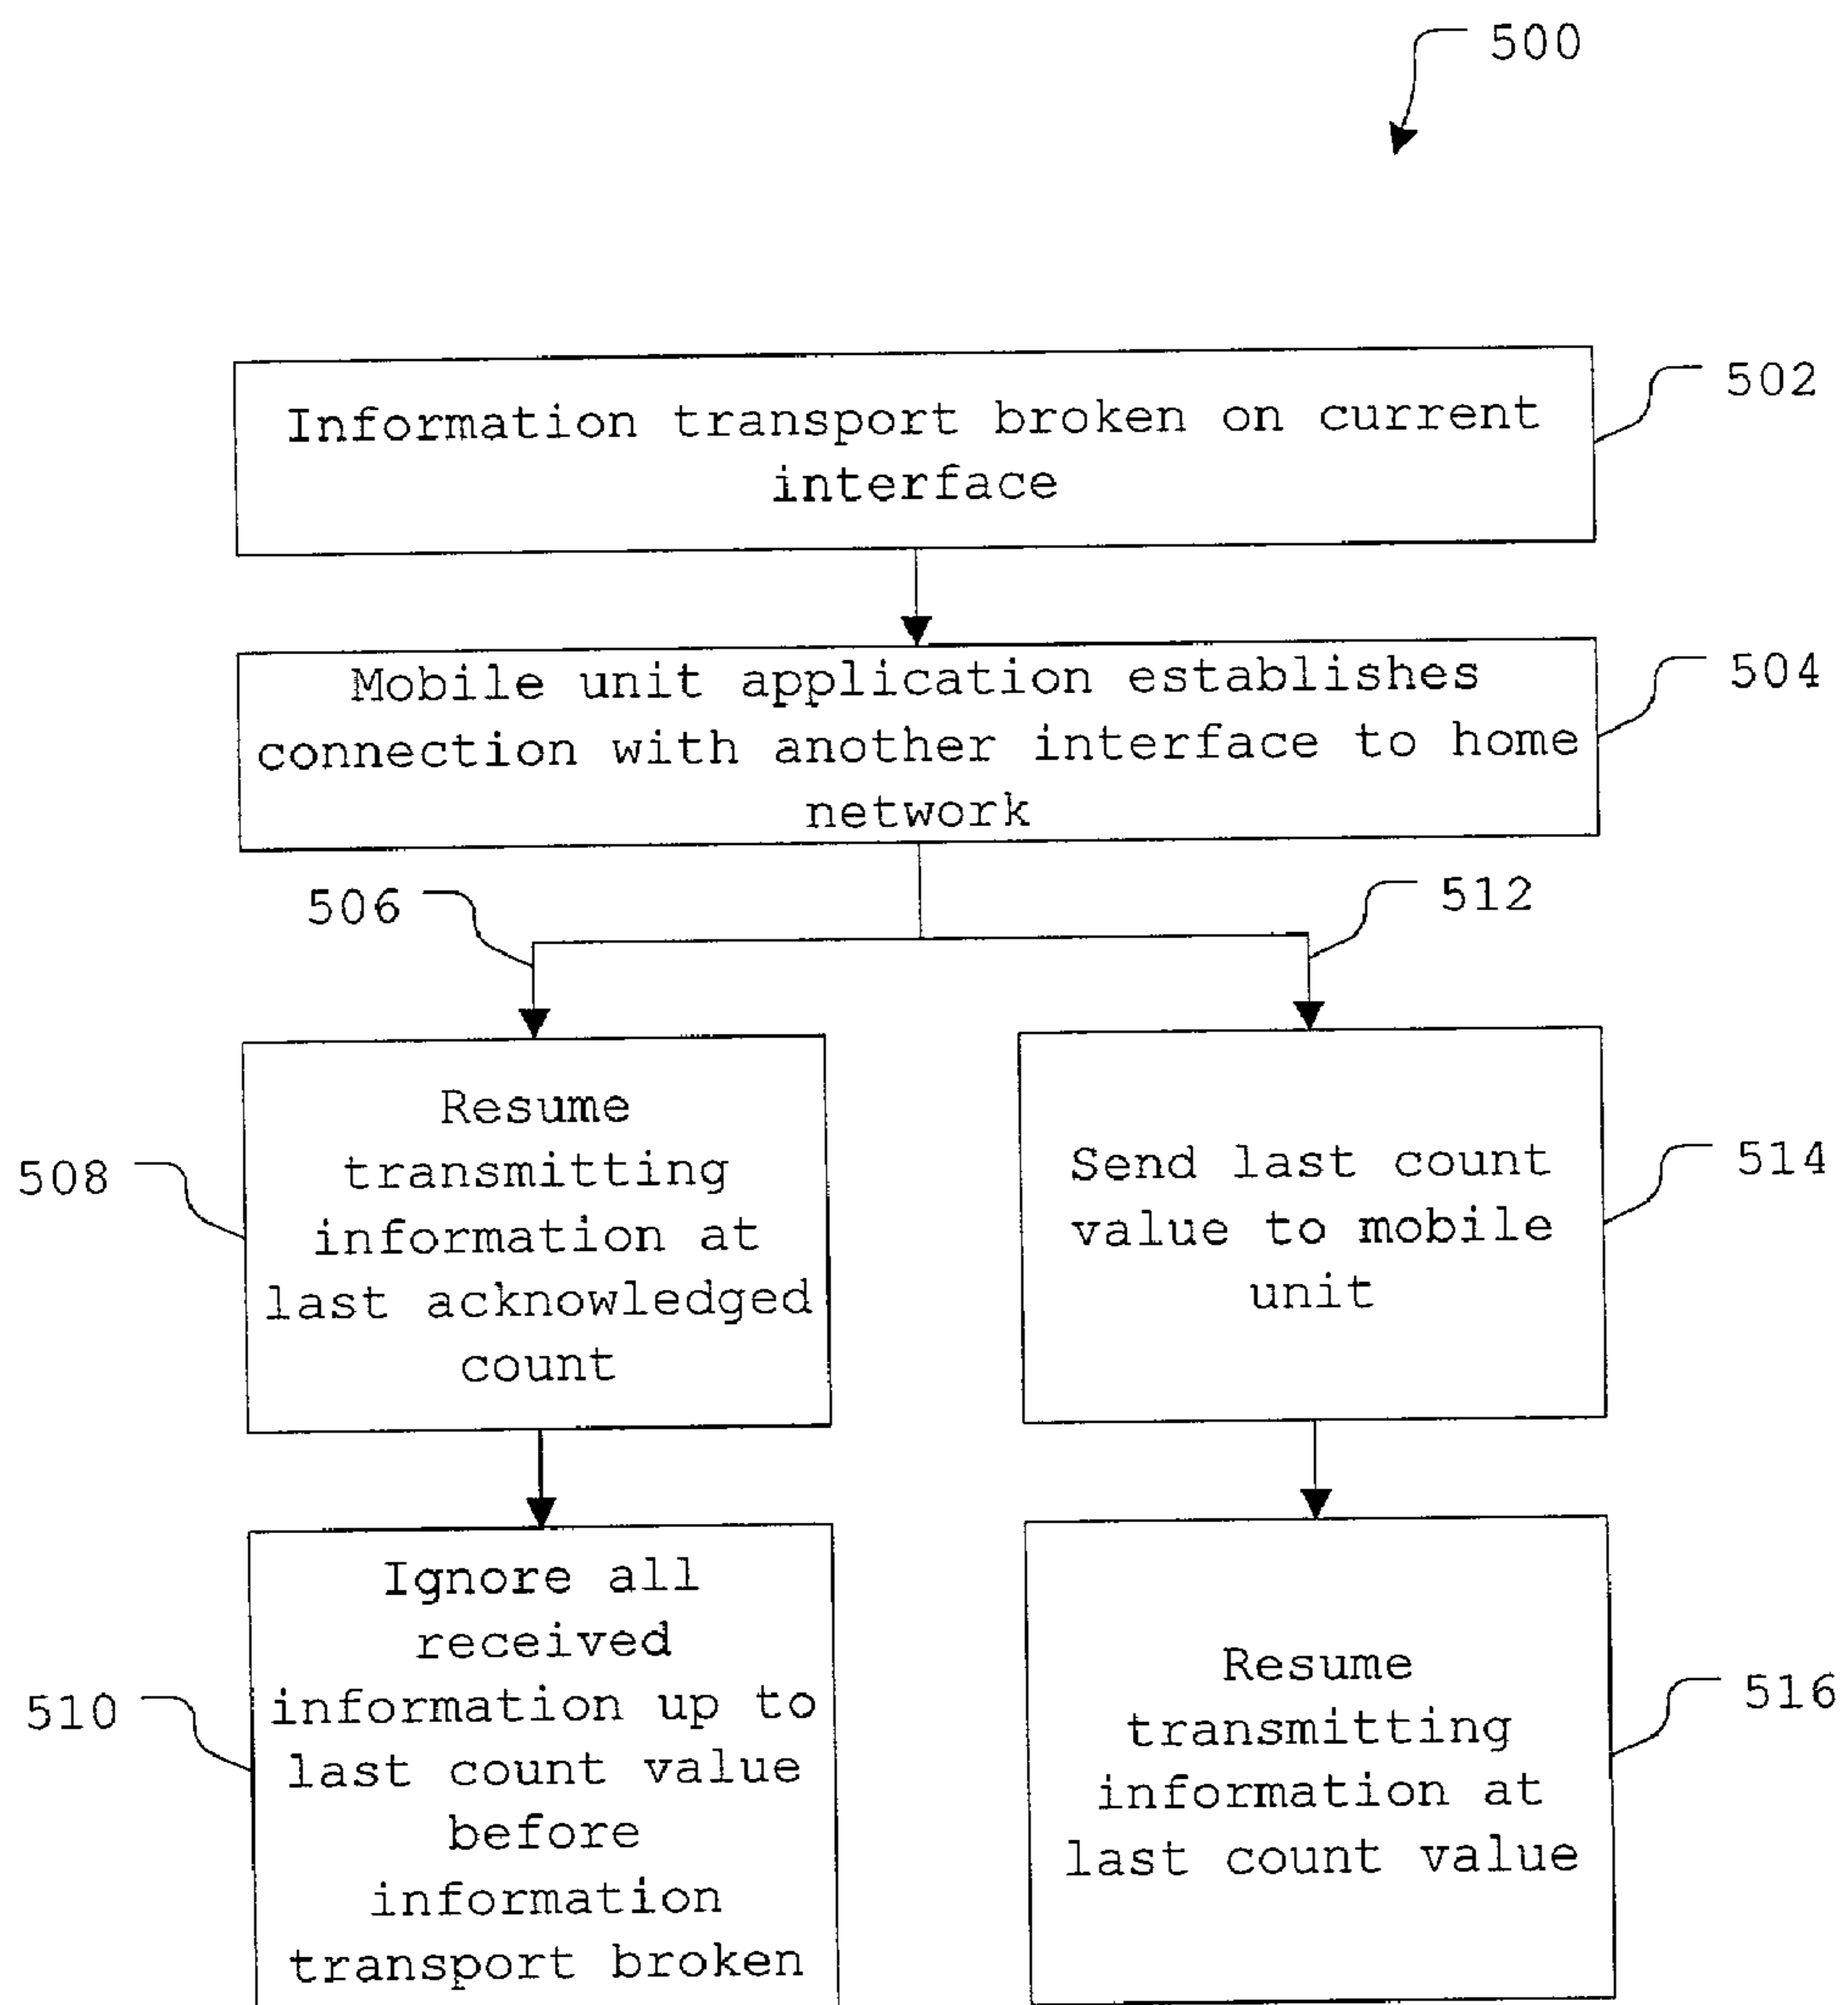 500
Information transport broken on current
interface
502
Mobile unit application establishes
connection with another interface to home
network
504
506
512
Resume
transmitting
information at
last acknowledged
count
508
Send last count
value to mobile
unit
514
Ignore all
received
information up to
last count value
before
information
transport broken
510
Resume
transmitting
information at
last count value
516